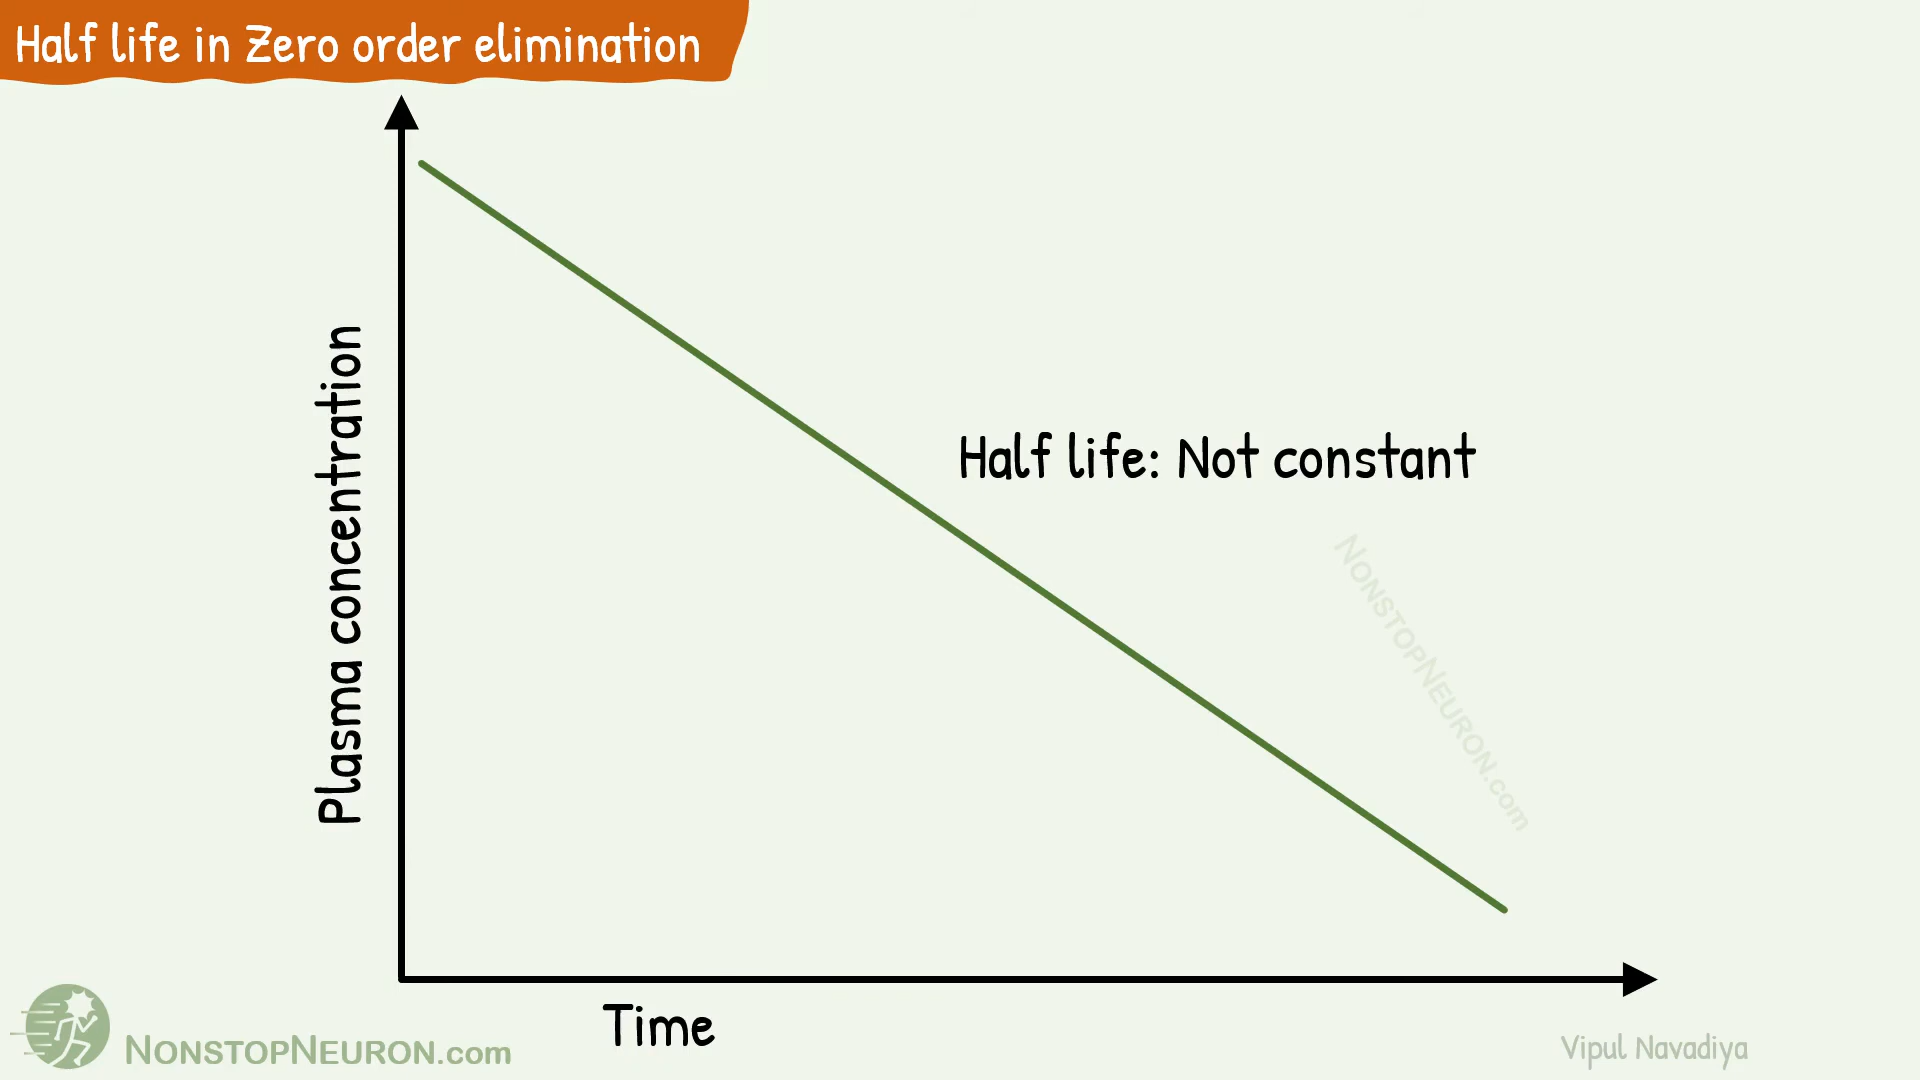 Half life in Zero order elimination
Plasma concentration
Half life: Not constant
NONSTOPNEURON.com
Time
NONSTOPNEURON.com
Vipul Navadiya